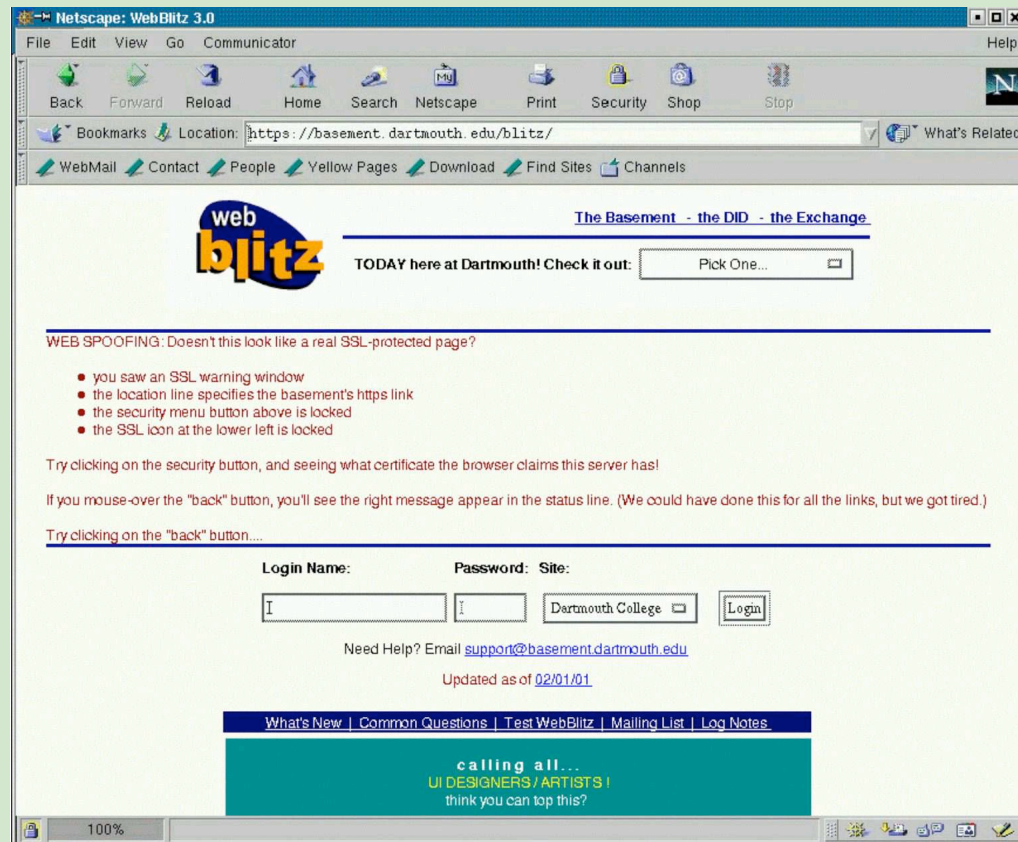 Netscape: WebBlitz 3.0
File Edit View Go Communicator Help
Back Forward Reload Home Search Netscape Print Security Shop Stop
My
N
Bookmarks Location: https://basement.dartmouth.edu/blitz/ What's Related
WebMail Contact People Yellow Pages Download Find Sites Channels
web
blitz
The Basement - the DID - the Exchange
TODAY here at Dartmouth! Check it out: Pick One...
WEB SPOOFING: Doesn't this look like a real SSL-protected page?
you saw an SSL warning window
the location line specifies the basement's https link
the security menu button above is locked
the SSL icon at the lower left is locked
Try clicking on the security button, and seeing what certificate the browser claims this server has!
If you mouse-over the "back" button, you'll see the right message appear in the status line. (We could have done this for all the links, but we got tired.)
Try clicking on the "back" button....
Login Name: Password: Site:
Dartmouth College Login
Need Help? Email support@basement.dartmouth.edu
Updated as of 02/01/01
What's New | Common Questions | Test WebBlitz | Mailing List | Log Notes
calling all...
UI DESIGNERS / ARTISTS !
think you can top this?
100%